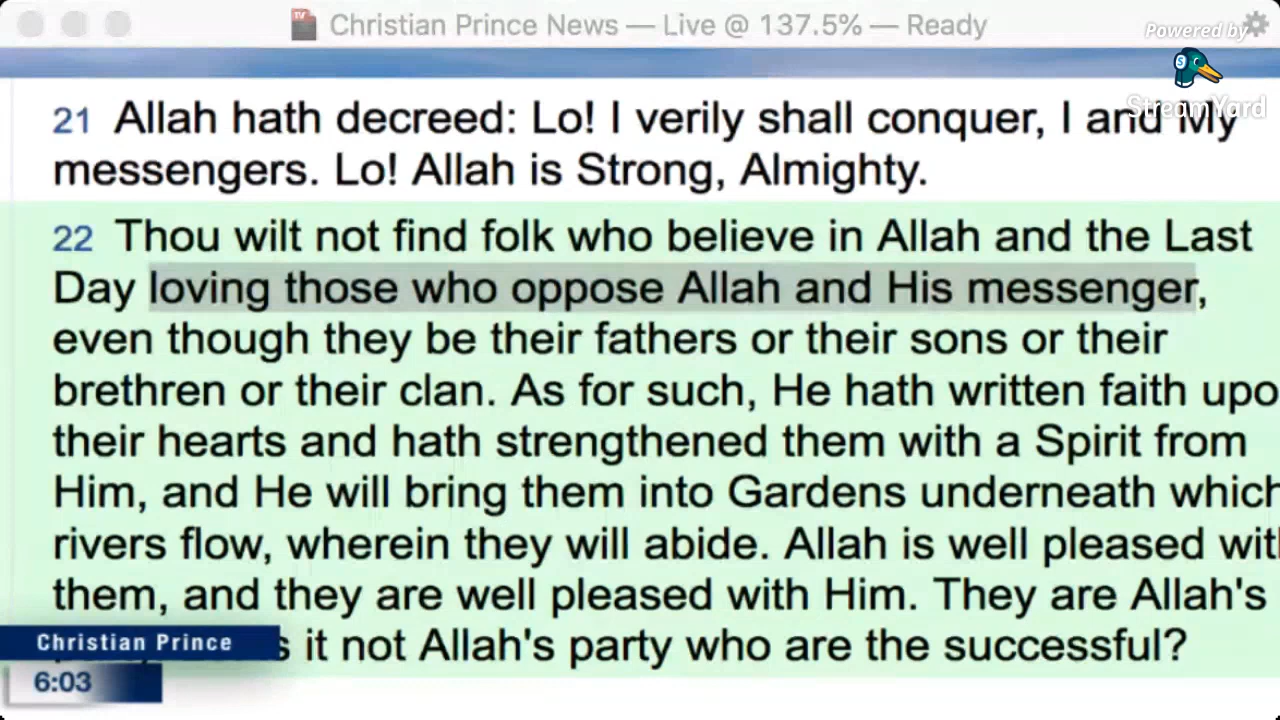 Christian Prince News — Live @ 137.5% — Ready
Powered by
StreamYard
21 Allah hath decreed: Lo! I verily shall conquer, I and My
messengers. Lo! Allah is Strong, Almighty.
22 Thou wilt not find folk who believe in Allah and the Last
Day loving those who oppose Allah and His messenger,
even though they be their fathers or their sons or their
brethren or their clan. As for such, He hath written faith upo
their hearts and hath strengthened them with a Spirit from
Him, and He will bring them into Gardens underneath which
rivers flow, wherein they will abide. Allah is well pleased wit
them, and they are well pleased with Him. They are Allah's
it not Allah's party who are the successful?
Christian Prince
6:03